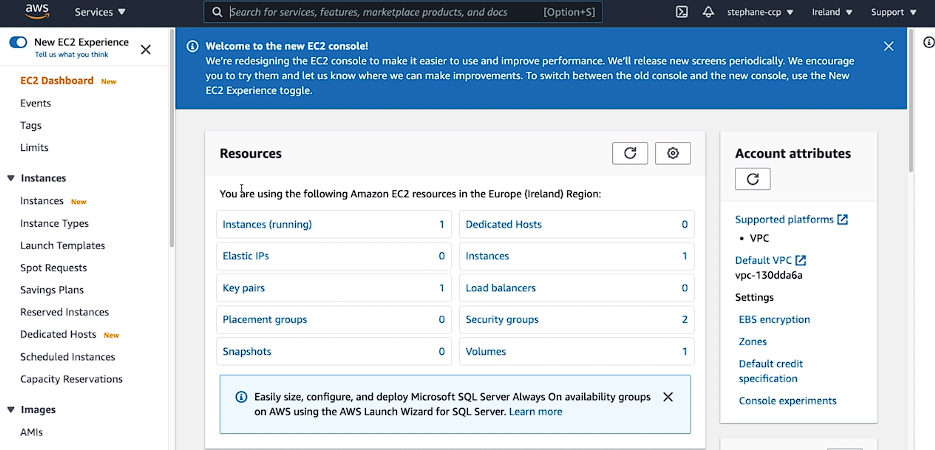 aws
Services
Search for services, features, marketplace products, and docs
[Option+S]
stephane-ccp
Ireland
Support
New EC2 Experience
Tell us what you think
EC2 Dashboard New
Events
Tags
Limits
Instances
Instances New
Instance Types
Launch Templates
Spot Requests
Savings Plans
Reserved Instances
Dedicated Hosts New
Scheduled Instances
Capacity Reservations
Images
AMIs
Welcome to the new EC2 console!
We're redesigning the EC2 console to make it easier to use and improve performance. We'll release new screens periodically. We encourage
you to try them and let us know where we can make improvements. To switch between the old console and the new console, use the New
EC2 Experience toggle.
Resources
You are using the following Amazon EC2 resources in the Europe (Ireland) Region:
Instances (running) 1
Dedicated Hosts 0
Elastic IPs 0
Instances 1
Key pairs 1
Load balancers 0
Placement groups 0
Security groups 2
Snapshots 0
Volumes 1
Easily size, configure, and deploy Microsoft SQL Server Always On availability groups
on AWS using the AWS Launch Wizard for SQL Server. Learn more
Account attributes
Supported platforms
• VPC
Default VPC
vpc-130dda6a
Settings
EBS encryption
Zones
Default credit
specification
Console experiments